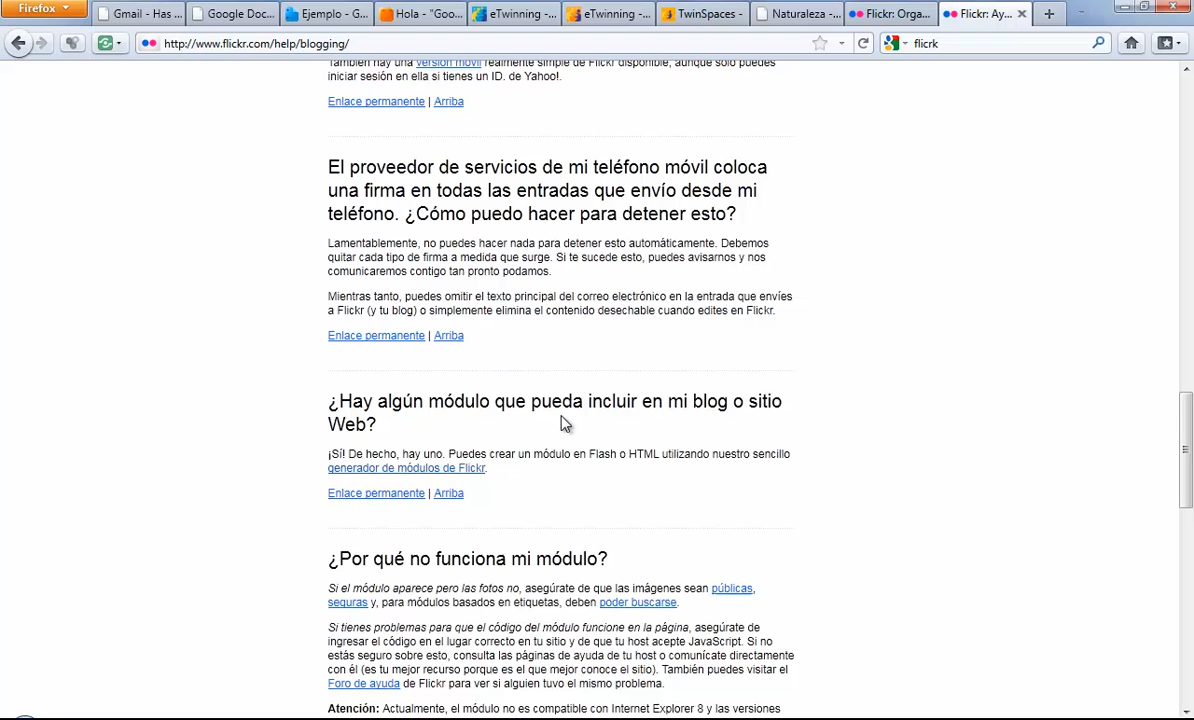 Firefox
Gmail - Has ...
Google Doc...
Ejemplo - G...
Hola - "Goo...
eTwinning -...
eTwinning -...
TwinSpaces -
Naturaleza -...
Flickr: Orga...
Flickr: Ay...
http://www.flickr.com/help/blogging/
flicrk
También hay una versión móvil realmente simple de Flickr disponible, aunque sólo puedes
iniciar sesión en ella si tienes un ID. de Yahoo!.
Enlace permanente | Arriba
El proveedor de servicios de mi teléfono móvil coloca
una firma en todas las entradas que envío desde mi
teléfono. ¿Cómo puedo hacer para detener esto?
Lamentablemente, no puedes hacer nada para detener esto automáticamente. Debemos
quitar cada tipo de firma a medida que surge. Si te sucede esto, puedes avisarnos y nos
comunicaremos contigo tan pronto podamos.
Mientras tanto, puedes omitir el texto principal del correo electrónico en la entrada que envíes
a Flickr (y tu blog) o simplemente elimina el contenido desechable cuando edites en Flickr.
Enlace permanente | Arriba
¿Hay algún módulo que pueda incluir en mi blog o sitio
Web?
¡Sí! De hecho, hay uno. Puedes crear un módulo en Flash o HTML utilizando nuestro sencillo
generador de módulos de Flickr.
Enlace permanente | Arriba
¿Por qué no funciona mi módulo?
Si el módulo aparece pero las fotos no, asegúrate de que las imágenes sean públicas,
seguras y, para módulos basados en etiquetas, deben poder buscarse.
Si tienes problemas para que el código del módulo funcione en la página, asegúrate de
ingresar el código en el lugar correcto en tu sitio y de que tu host acepte JavaScript. Si no
estás seguro sobre esto, consulta las páginas de ayuda de tu host o comunícate directamente
con él (es tu mejor recurso porque es el que mejor conoce el sitio). También puedes visitar el
Foro de ayuda de Flickr para ver si alguien tuvo el mismo problema.
Atención: Actualmente, el módulo no es compatible con Internet Explorer 8 y las versiones